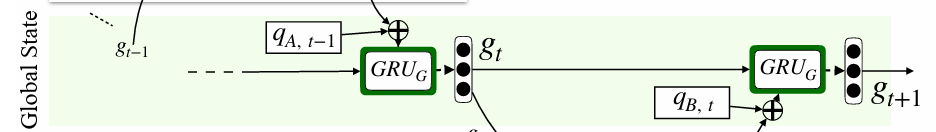 Global State
g_{t−1}
q_{A, t−1}
GRU_G
g_t
GRU_G
q_{B, t}
g_{t+1}